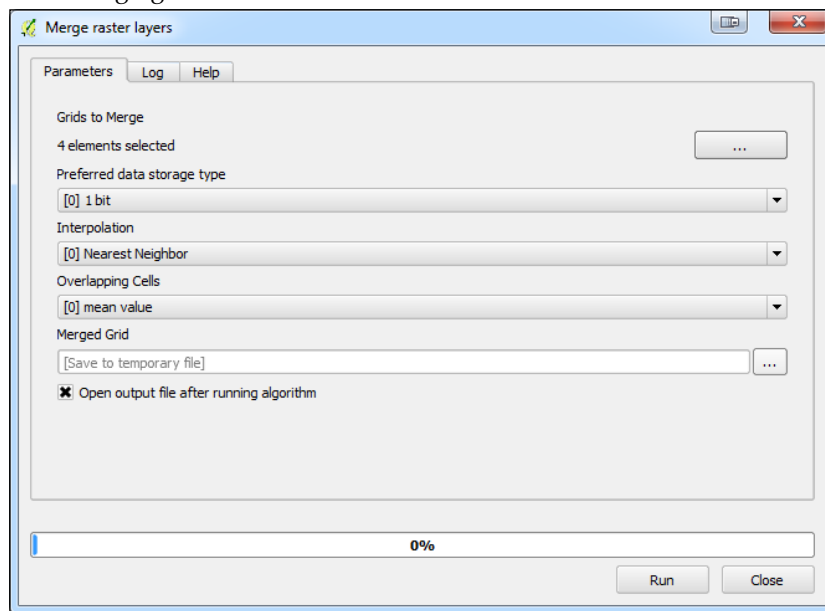 Merge raster layers
Parameters Log Help
Grids to Merge
4 elements selected
...
Preferred data storage type
[0] 1 bit
Interpolation
[0] Nearest Neighbor
Overlapping Cells
[0] mean value
Merged Grid
[Save to temporary file]
...
Open output file after running algorithm
0%
Run Close